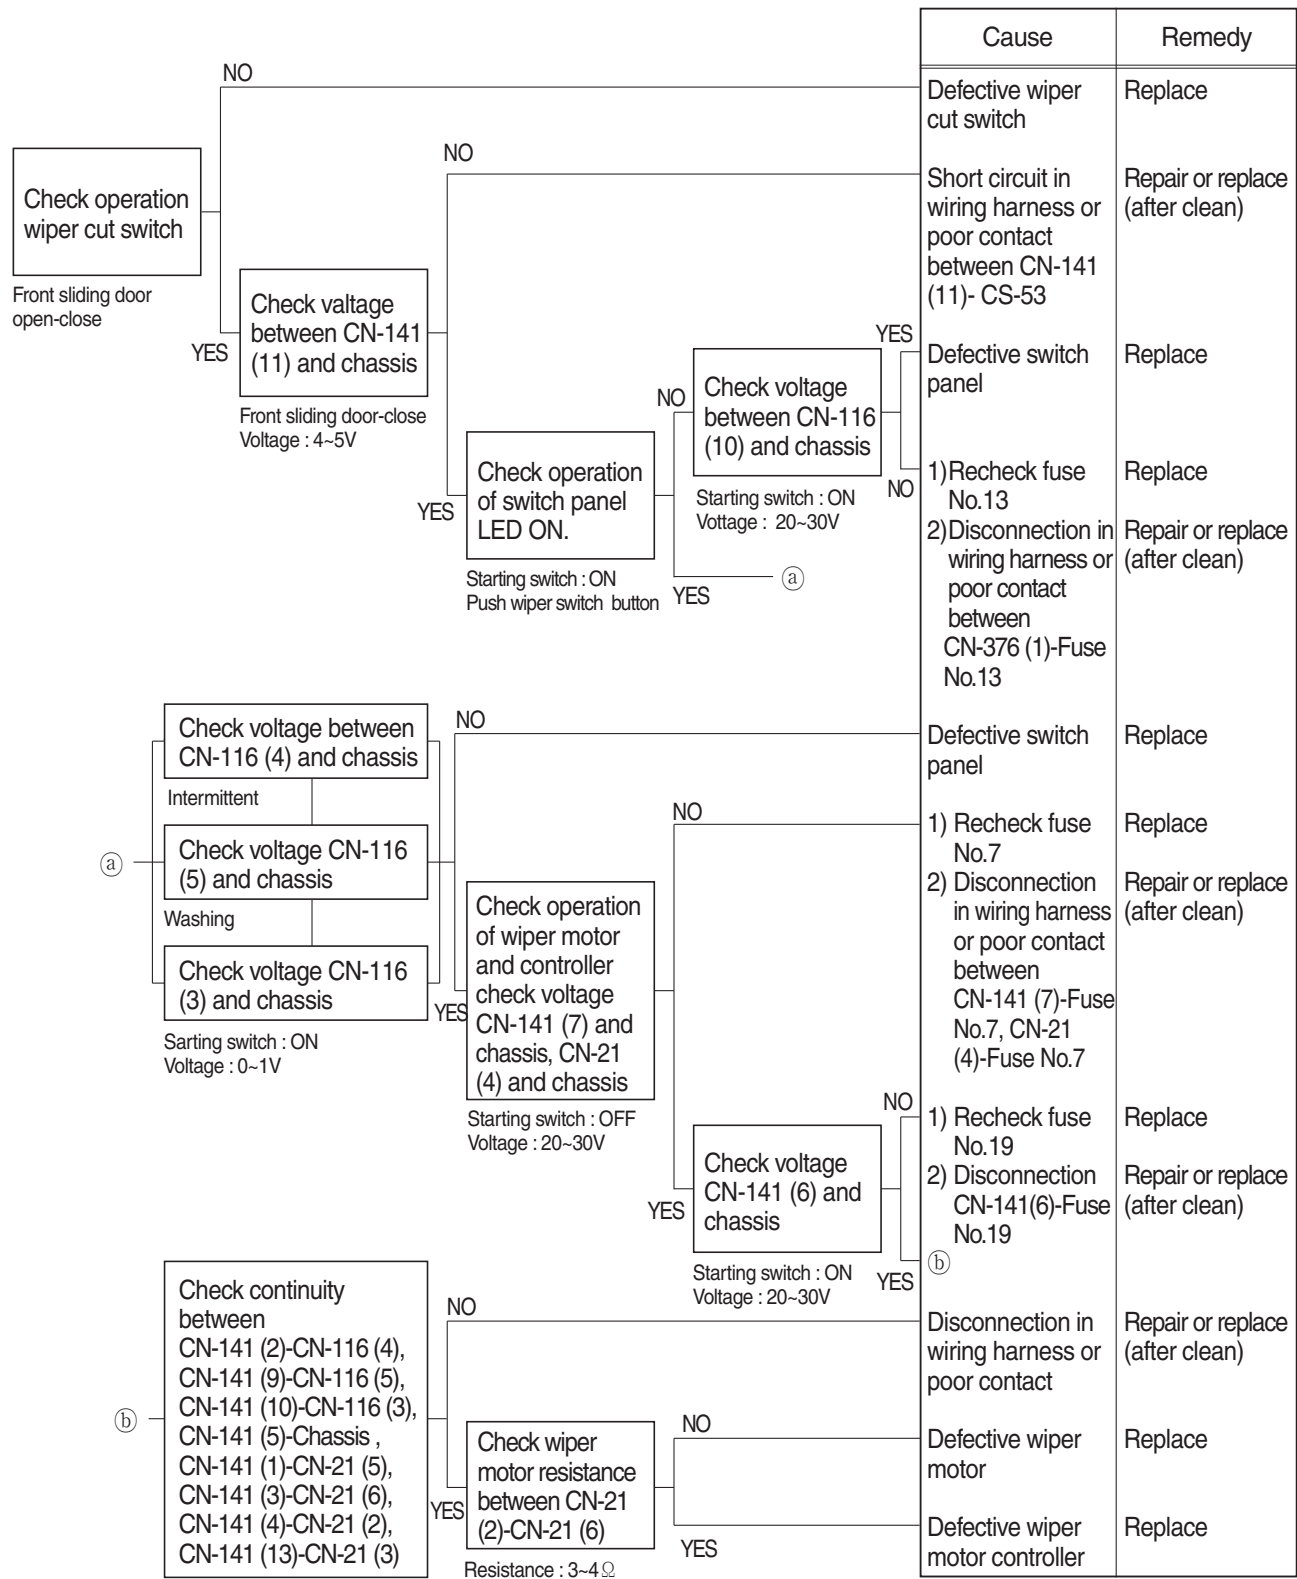 Cause
Remedy
NO
Defective wiper
cut switch
Replace
Check operation
wiper cut switch
Front sliding door
open-close
NO
Short circuit in
wiring harness or
poor contact
between CN-141
(11)- CS-53
Repair or replace
(after clean)
YES
Check valtage
between CN-141
(11) and chassis
Front sliding door-close
Voltage : 4~5V
YES
Defective switch
panel
Replace
NO
Check voltage
between CN-116
(10) and chassis
Starting switch : ON
Vottage : 20~30V
NO
1)Recheck fuse
No.13
Replace
2)Disconnection in
wiring harness or
poor contact
between
CN-376 (1)-Fuse
No.13
Repair or replace
(after clean)
YES
Check operation
of switch panel
LED ON.
Starting switch : ON
Push wiper switch button
YES
ⓐ
Check voltage between
CN-116 (4) and chassis
Intermittent
ⓐ
Check voltage CN-116
(5) and chassis
Washing
Check voltage CN-116
(3) and chassis
Sarting switch : ON
Voltage : 0~1V
NO
Defective switch
panel
Replace
YES
Check operation
of wiper motor
and controller
check voltage
CN-141 (7) and
chassis, CN-21
(4) and chassis
Starting switch : OFF
Voltage : 20~30V
NO
1) Recheck fuse
No.7
Replace
2) Disconnection
in wiring harness
or poor contact
between
CN-141 (7)-Fuse
No.7, CN-21
(4)-Fuse No.7
Repair or replace
(after clean)
YES
Check voltage
CN-141 (6) and
chassis
Starting switch : ON
Voltage : 20~30V
NO
1) Recheck fuse
No.19
Replace
2) Disconnection
CN-141(6)-Fuse
No.19
Repair or replace
(after clean)
YES
ⓑ
ⓑ
Check continuity
between
CN-141 (2)-CN-116 (4),
CN-141 (9)-CN-116 (5),
CN-141 (10)-CN-116 (3),
CN-141 (5)-Chassis ,
CN-141 (1)-CN-21 (5),
CN-141 (3)-CN-21 (6),
CN-141 (4)-CN-21 (2),
CN-141 (13)-CN-21 (3)
NO
Disconnection in
wiring harness or
poor contact
Repair or replace
(after clean)
YES
Check wiper
motor resistance
between CN-21
(2)-CN-21 (6)
Resistance : 3~4Ω
NO
Defective wiper
motor
Replace
YES
Defective wiper
motor controller
Replace